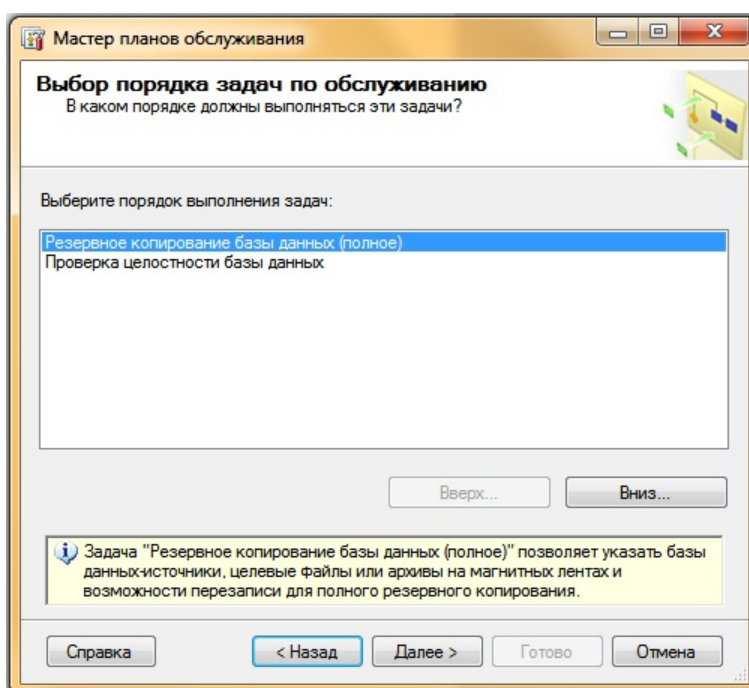 Мастер планов обслуживания
Выбор порядка задач по обслуживанию
В каком порядке должны выполняться эти задачи?
Выберите порядок выполнения задач:
Резервное копирование базы данных (полное)
Проверка целостности базы данных
Вверх...
Вниз...
Задача "Резервное копирование базы данных (полное)" позволяет указать базы
данных-источники, целевые файлы или архивы на магнитных лентах и
возможности перезаписи для полного резервного копирования.
Справка
< Назад
Далее >
Готово
Отмена